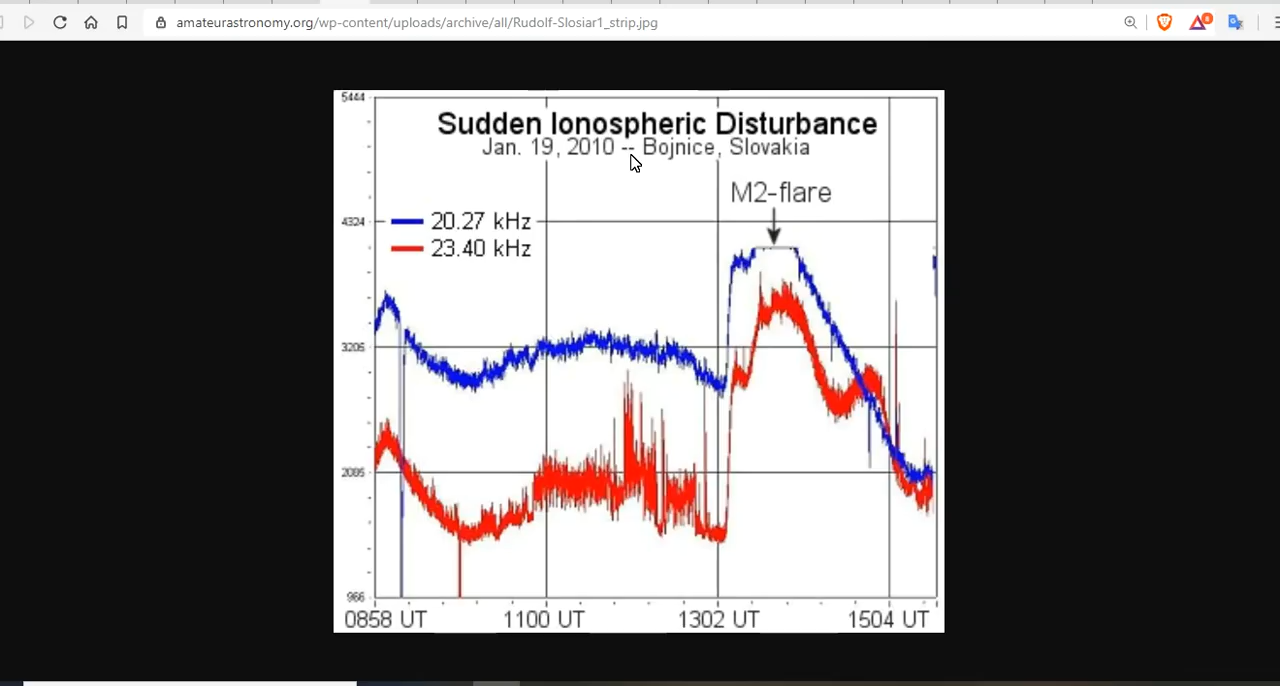 amateurastronomy.org/wp-content/uploads/archive/all/Rudolf-Slosiar1_strip.jpg
5444
Sudden Ionospheric Disturbance
Jan. 19, 2010 -- Bojnice, Slovakia
M2-flare
4324
20.27 kHz
23.40 kHz
3205
2085
966
0858 UT 1100 UT 1302 UT 1504 UT